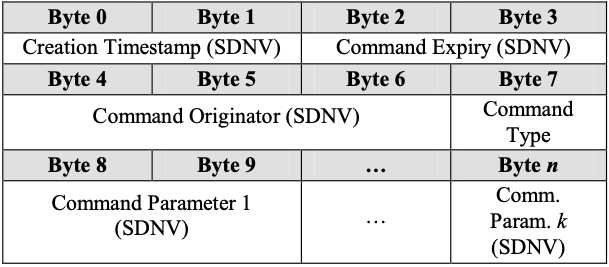 Byte 0 Byte 1 Byte 2 Byte 3
Creation Timestamp (SDNV) Command Expiry (SDNV)
Byte 4 Byte 5 Byte 6 Byte 7
Command Originator (SDNV) Command
Type
Byte 8 Byte 9 … Byte n
Command Parameter 1
(SDNV)
…
Comm.
Param. k
(SDNV)